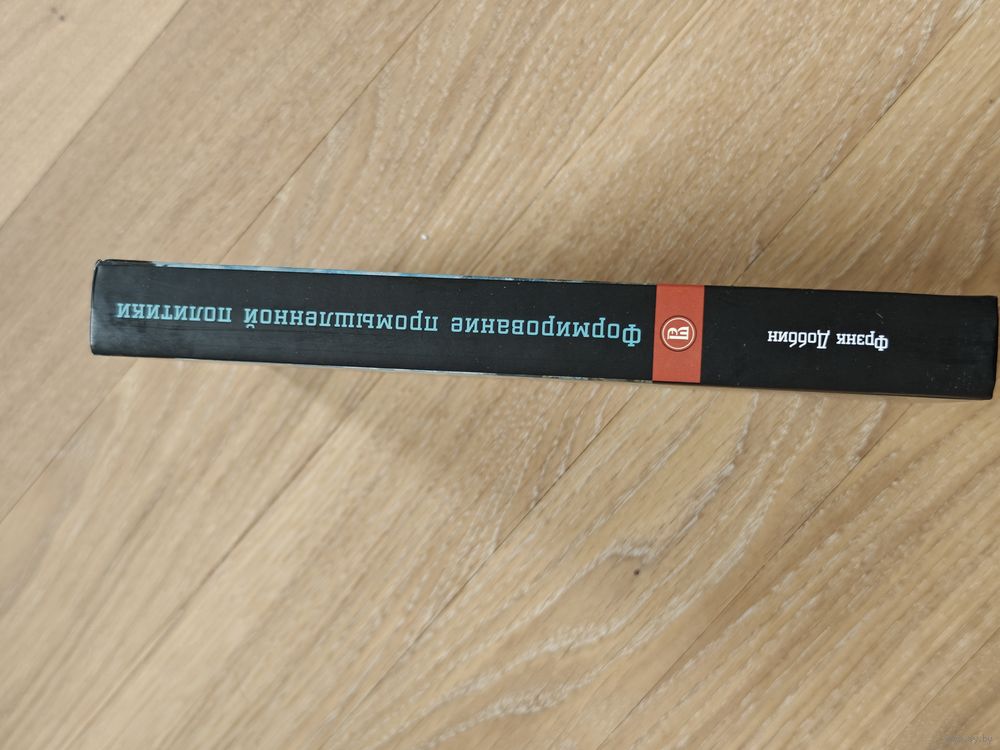 Фрэнк Доббин
Формирование промышленной политики